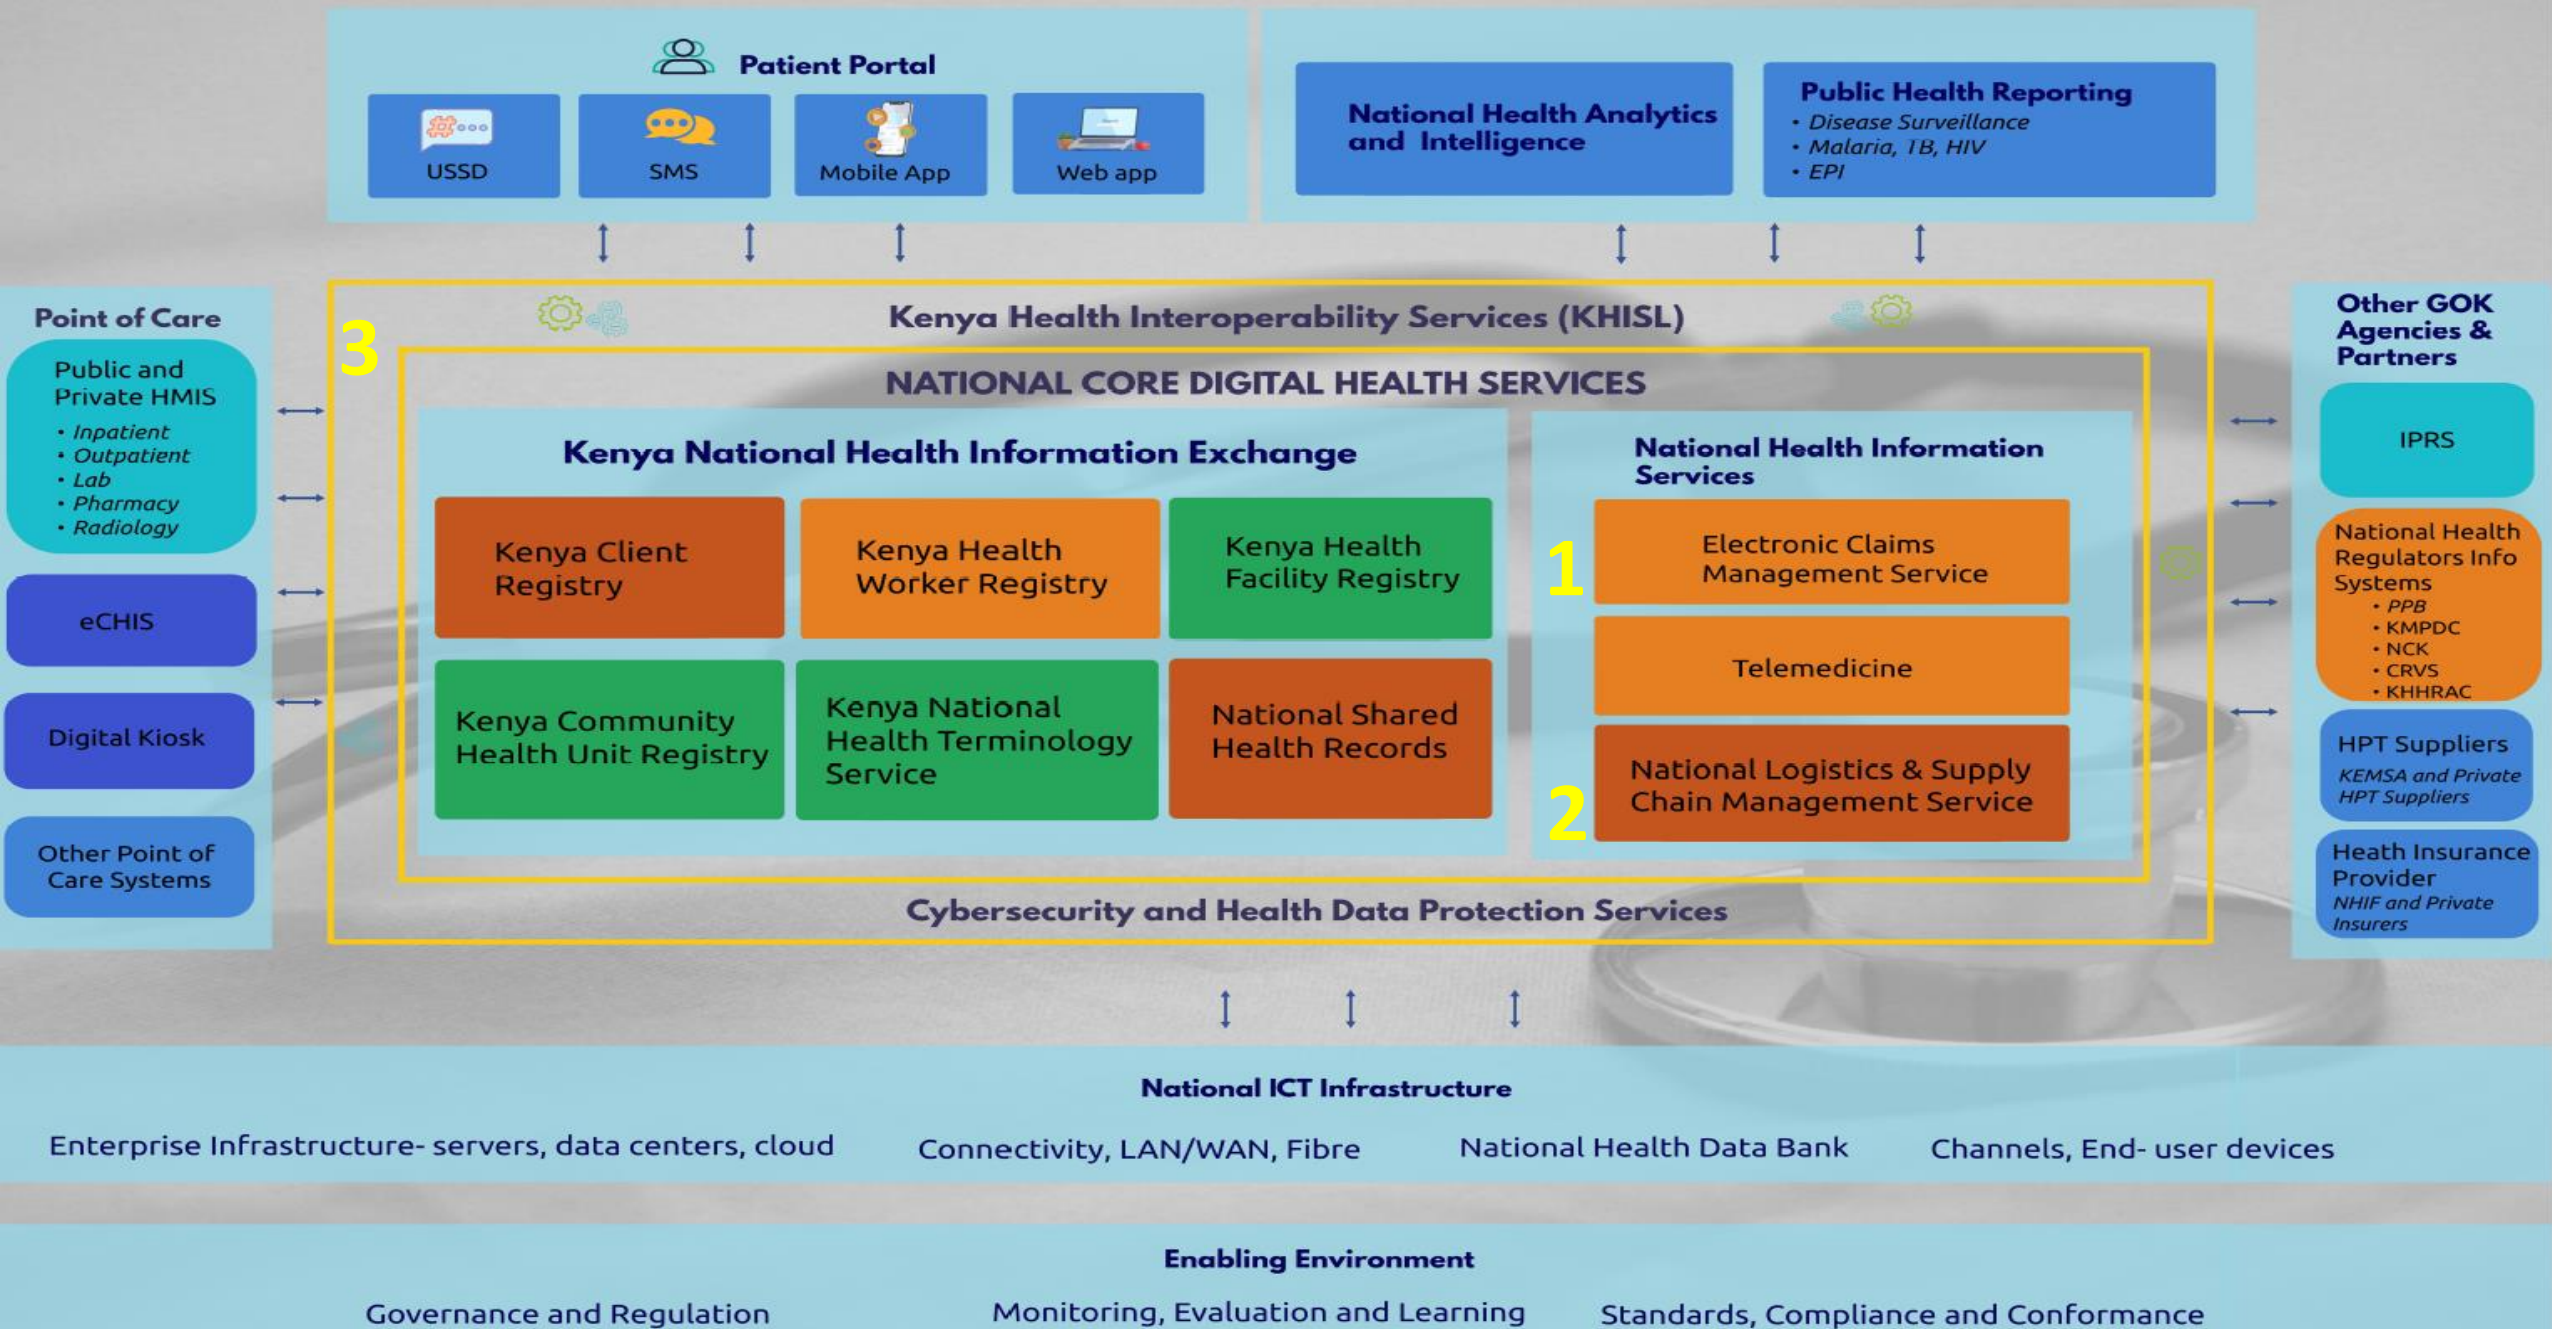 Patient Portal
USSD
SMS
Mobile App
Web app
National Health Analytics
and Intelligence
Public Health Reporting
• Disease Surveillance
• Malaria, TB, HIV
• EPI
Point of Care
Public and
Private HMIS
• Inpatient
• Outpatient
• Lab
• Pharmacy
• Radiology
eCHIS
Digital Kiosk
Other Point of
Care Systems
3
Kenya Health Interoperability Services (KHISL)
NATIONAL CORE DIGITAL HEALTH SERVICES
Kenya National Health Information Exchange
Kenya Client
Registry
Kenya Health
Worker Registry
Kenya Health
Facility Registry
Kenya Community
Health Unit Registry
Kenya National
Health Terminology
Service
National Shared
Health Records
National Health Information
Services
1
Electronic Claims
Management Service
Telemedicine
2
National Logistics & Supply
Chain Management Service
Cybersecurity and Health Data Protection Services
Other GOK
Agencies &
Partners
IPRS
National Health
Regulators Info
Systems
• PPB
• KMPDC
• NCK
• CRVS
• KHHRAC
HPT Suppliers
KEMSA and Private
HPT Suppliers
Heath Insurance
Provider
NHIF and Private
Insurers
National ICT Infrastructure
Enterprise Infrastructure- servers, data centers, cloud
Connectivity, LAN/WAN, Fibre
National Health Data Bank
Channels, End- user devices
Enabling Environment
Governance and Regulation
Monitoring, Evaluation and Learning
Standards, Compliance and Conformance